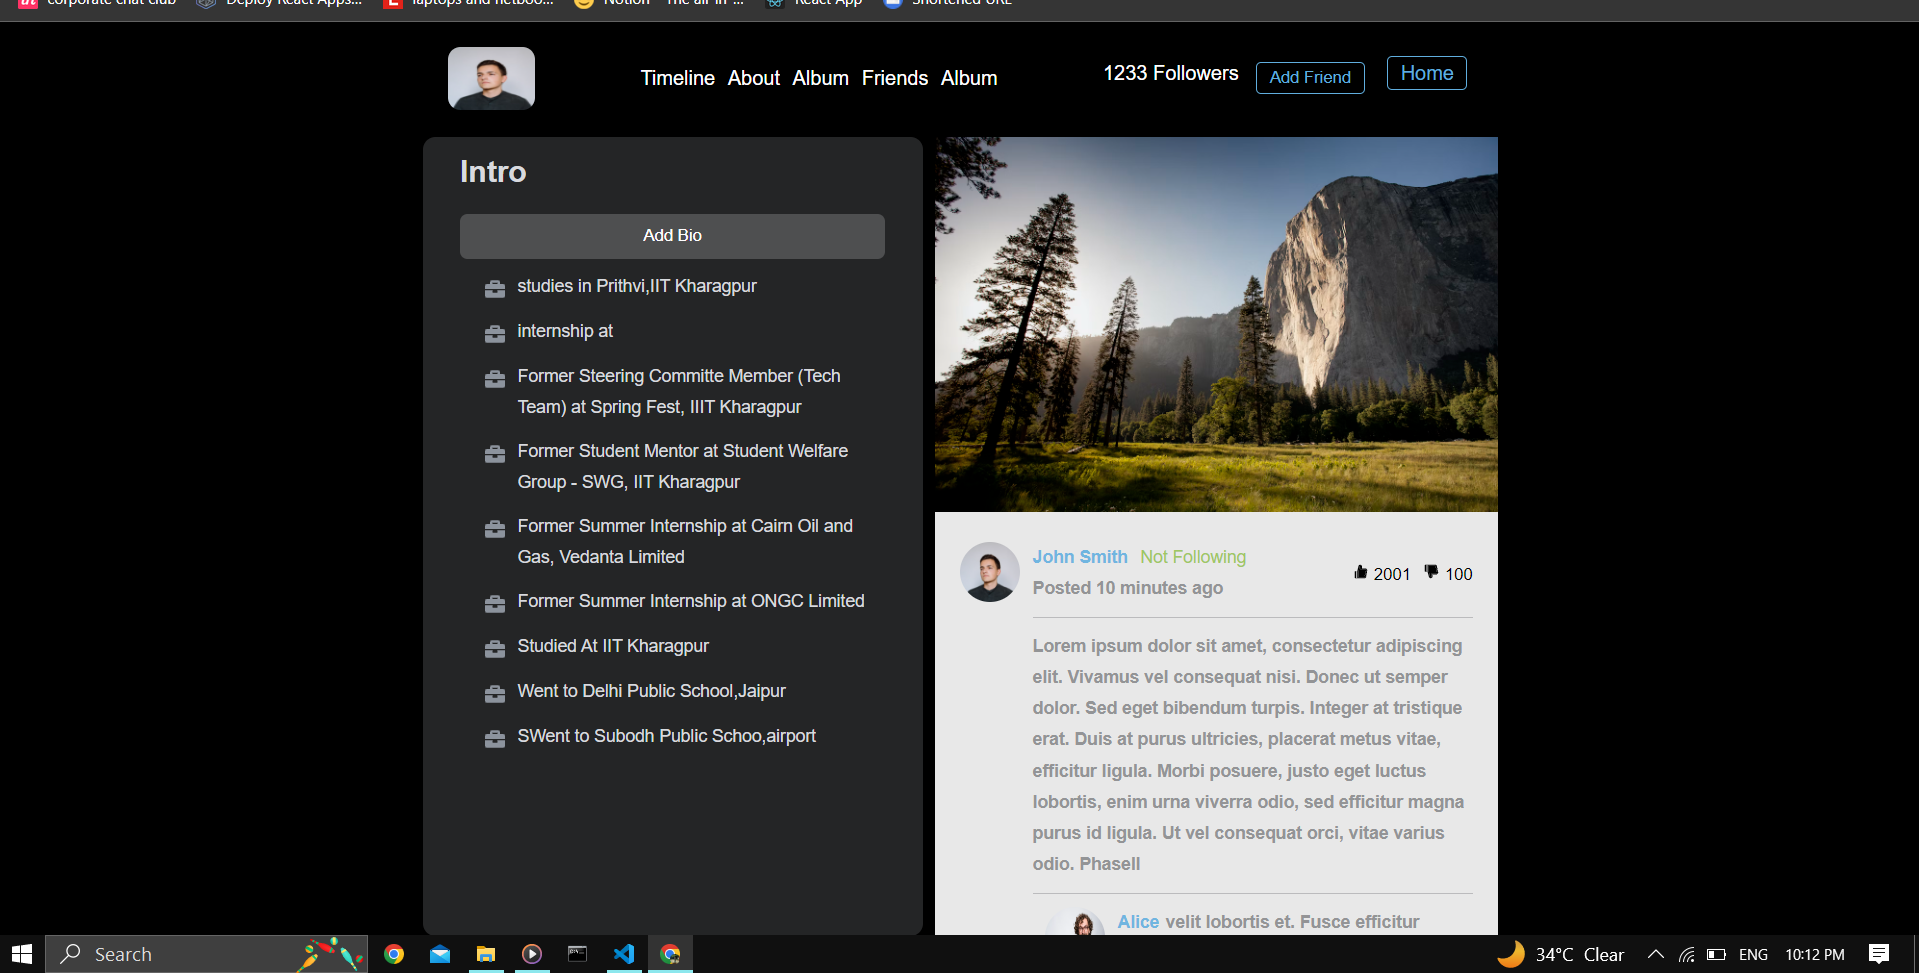 corporate chat club Deploy React Apps... laptops and netboo... Notion – The all-in-... React App Shortened URL
Timeline About Album Friends Album 1233 Followers Add Friend Home
Intro
Add Bio
studies in Prithvi,IIT Kharagpur
internship at
Former Steering Committe Member (Tech
Team) at Spring Fest, IIIT Kharagpur
Former Student Mentor at Student Welfare
Group - SWG, IIT Kharagpur
Former Summer Internship at Cairn Oil and
Gas, Vedanta Limited
Former Summer Internship at ONGC Limited
Studied At IIT Kharagpur
Went to Delhi Public School,Jaipur
SWent to Subodh Public Schoo,airport
John Smith Not Following
Posted 10 minutes ago
2001 100
Lorem ipsum dolor sit amet, consectetur adipiscing
elit. Vivamus vel consequat nisi. Donec ut semper
dolor. Sed eget bibendum turpis. Integer at tristique
erat. Duis at purus ultricies, placerat metus vitae,
efficitur ligula. Morbi posuere, justo eget luctus
lobortis, enim urna viverra odio, sed efficitur magna
purus id ligula. Ut vel consequat orci, vitae varius
odio. Phasell
Alice velit lobortis et. Fusce efficitur
Search 34°C Clear ENG 10:12 PM